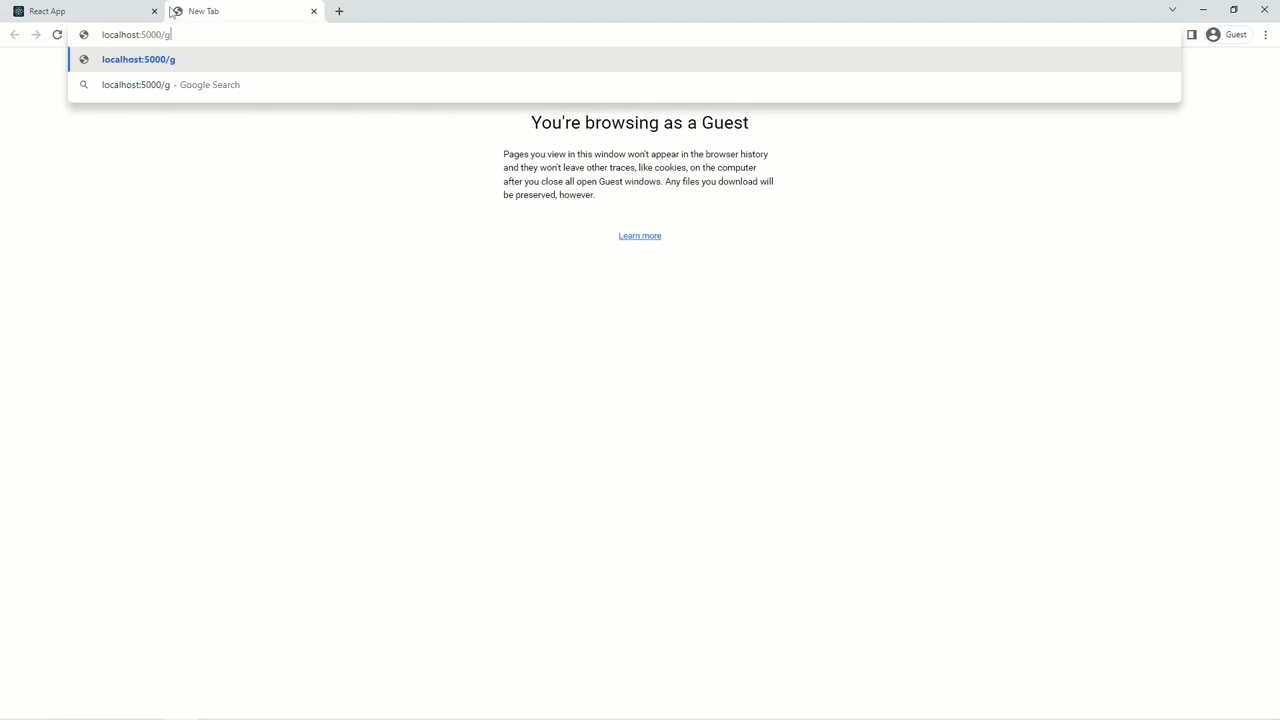 React App
New Tab
localhost:5000/g
Guest
localhost:5000/g
localhost:5000/g - Google Search
You're browsing as a Guest
Pages you view in this window won't appear in the browser history
and they won't leave other traces, like cookies, on the computer
after you close all open Guest windows. Any files you download will
be preserved, however.
Learn more